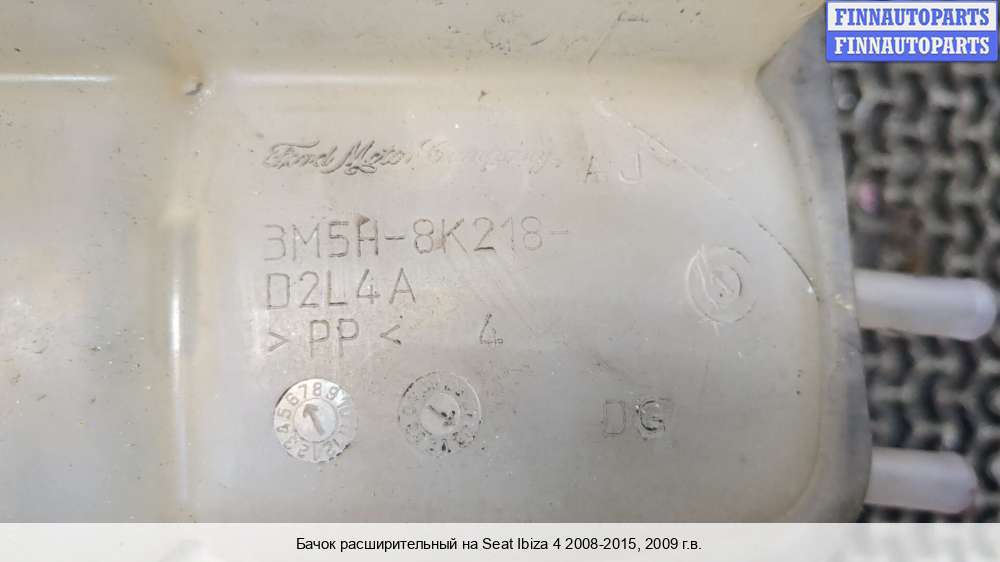 FINNAUTOPARTS
FINNAUTOPARTS
Ford Motor Company A J
3M5H-8K218-
D2L4A
> PP < 4
DG
Бачок расширительный на Seat Ibiza 4 2008-2015, 2009 г.в.